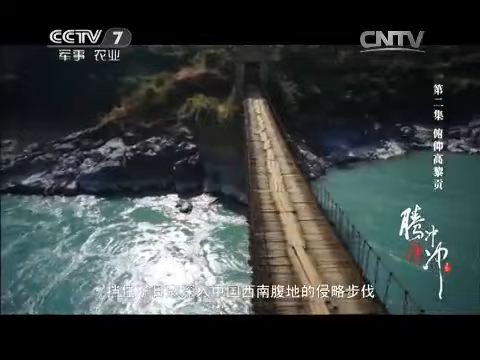 CCTV 7
军事 农业
CNTV
第二集 俯仰高黎贡
腾冲
挡住了日寇深入中国西南腹地的侵略步伐